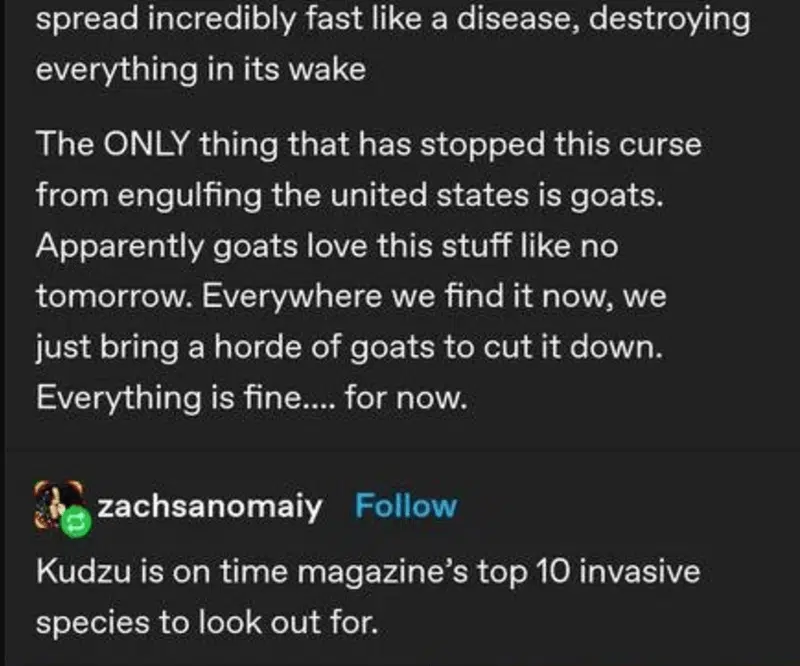 spread incredibly fast like a disease, destroying
everything in its wake
The ONLY thing that has stopped this curse
from engulfing the united states is goats.
Apparently goats love this stuff like no
tomorrow. Everywhere we find it now, we
just bring a horde of goats to cut it down.
Everything is fine.... for now.
zachsanomaiy Follow
Kudzu is on time magazine's top 10 invasive
species to look out for.